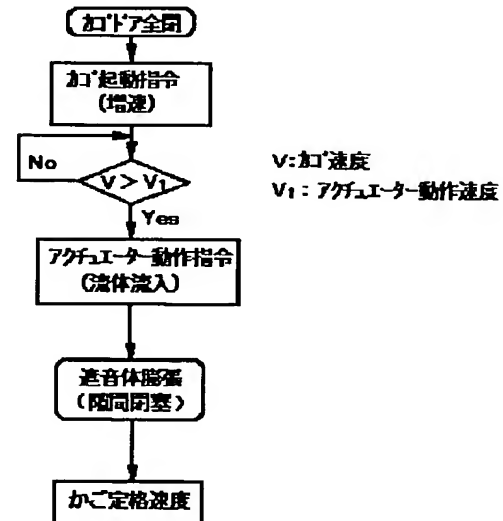 カゴドア全閉
カゴ起動指令
(増速)
No
V > V1
Yes
V:カゴ速度
V1 : アクチュエーター動作速度
アクチュエーター動作指令
(流体流入)
遮音体膨張
(隙間閉塞)
かご定格速度